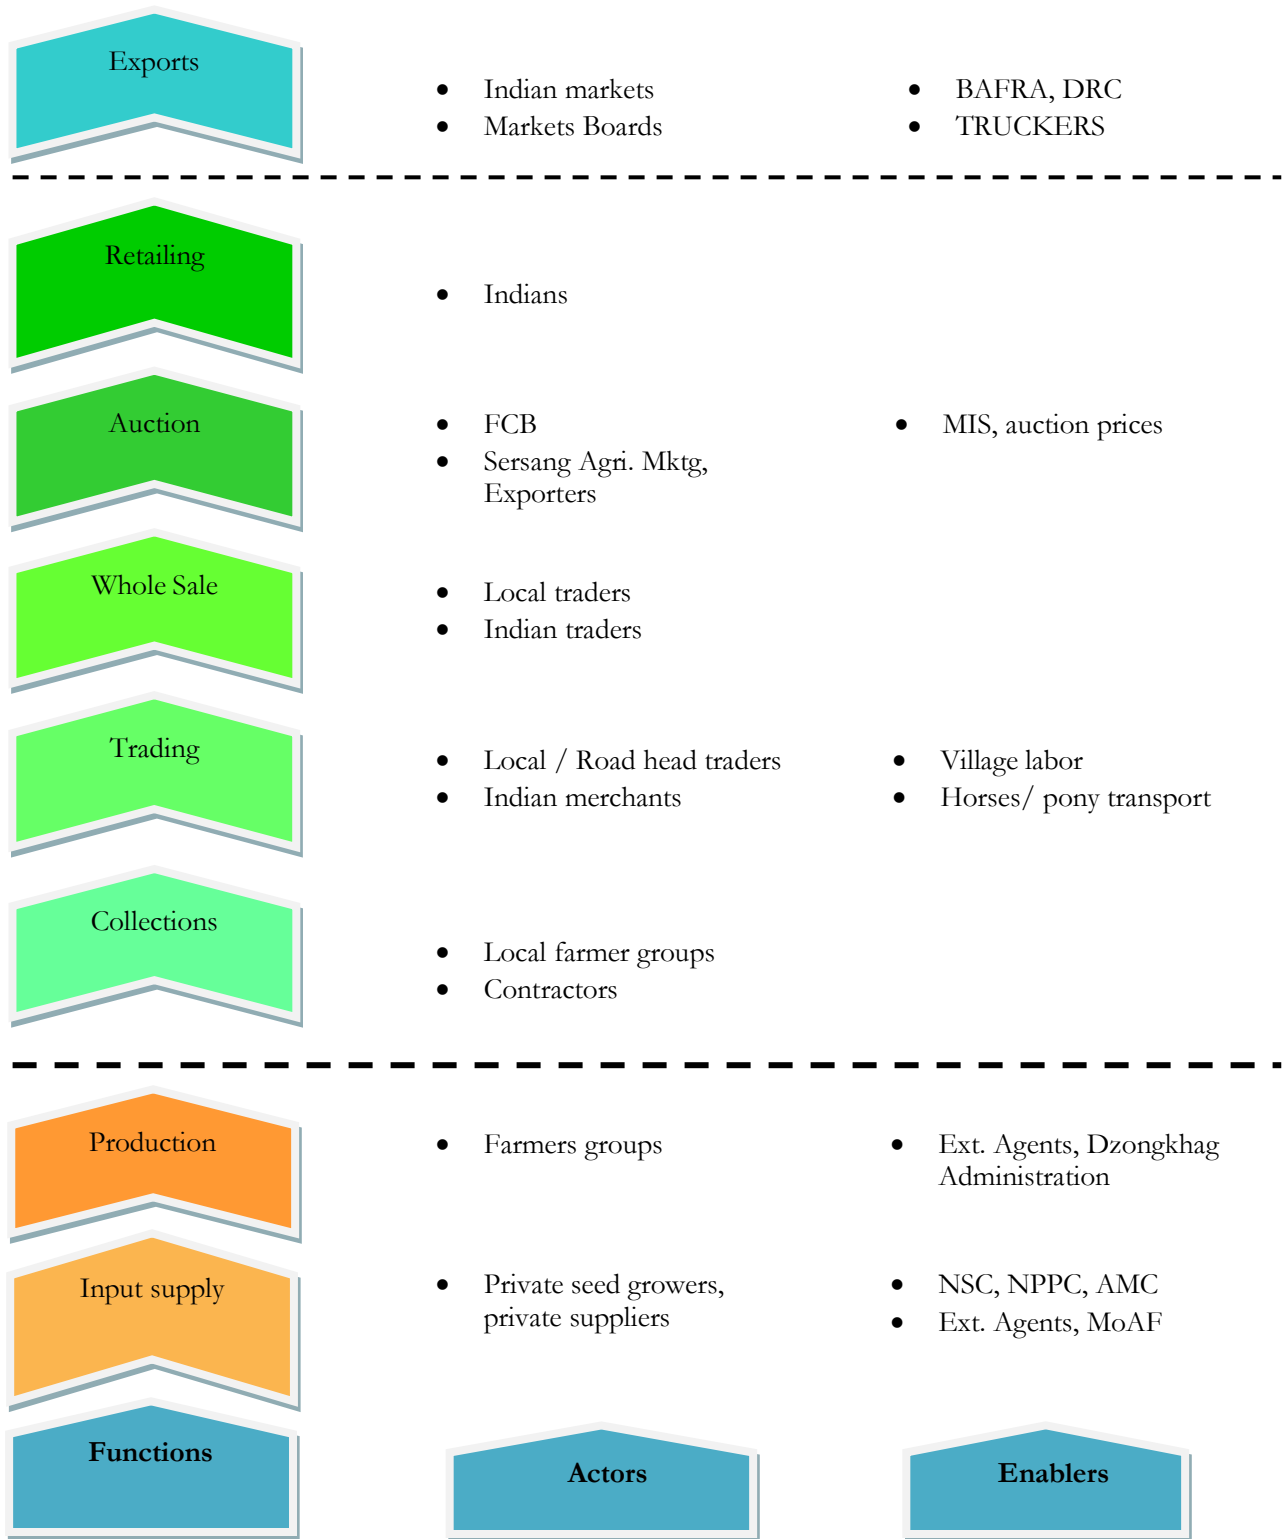 Exports
• Indian markets
• Markets Boards
• BAFRA, DRC
• TRUCKERS
Retailing
• Indians
Auction
• FCB
• Sersang Agri. Mktg,
Exporters
• MIS, auction prices
Whole Sale
• Local traders
• Indian traders
Trading
• Local / Road head traders
• Indian merchants
• Village labor
• Horses/ pony transport
Collections
• Local farmer groups
• Contractors
Production
• Farmers groups
• Ext. Agents, Dzongkhag
Administration
Input supply
• Private seed growers,
private suppliers
• NSC, NPPC, AMC
• Ext. Agents, MoAF
Functions
Actors
Enablers